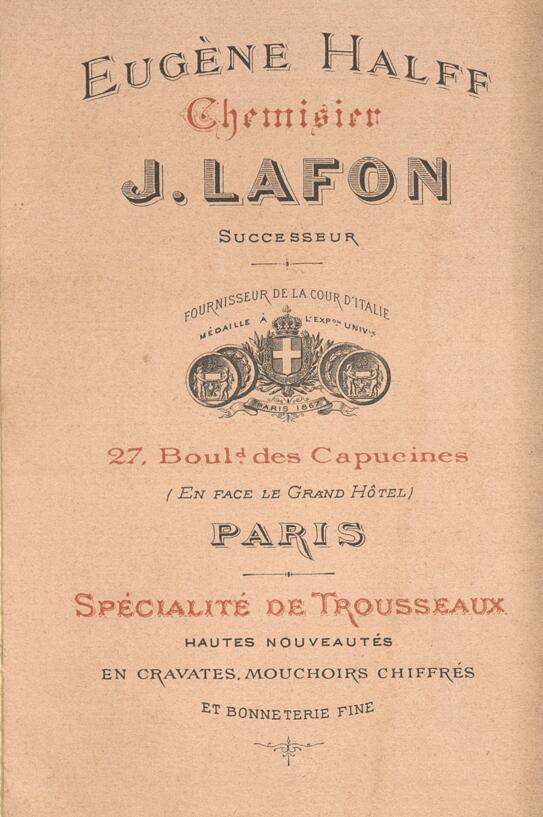 EUGÈNE HALFF
Chemisier
J. LAFON
SUCCESSEUR
FOURNISSEUR DE LA COUR D'ITALIE
MÉDAILLE À L'EXPᵒⁿ UNIVˡᵉ
PARIS 1867
27, Boulᵈ des Capucines
(EN FACE LE GRAND HÔTEL)
PARIS
SPÉCIALITÉ DE TROUSSEAUX
HAUTES NOUVEAUTÉS
EN CRAVATES, MOUCHOIRS CHIFFRÉS
ET BONNETERIE FINE